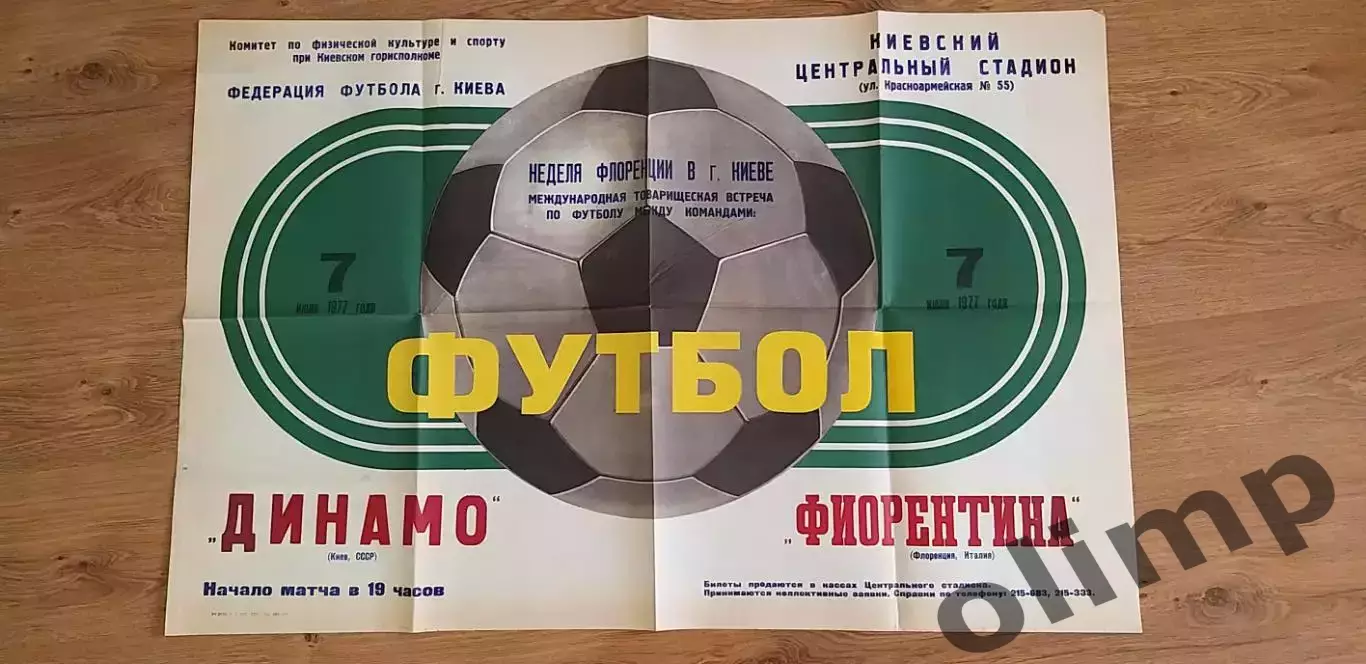 Комитет по физической культуре и спорту
при Киевском горисполкоме
ФЕДЕРАЦИЯ ФУТБОЛА г. КИЕВА
КИЕВСКИЙ
ЦЕНТРАЛЬНЫЙ СТАДИОН
(ул. Красноармейская № 55)
НЕДЕЛЯ ФЛОРЕНЦИИ В г. КИЕВЕ
МЕЖДУНАРОДНАЯ ТОВАРИЩЕСКАЯ ВСТРЕЧА
ПО ФУТБОЛУ МЕЖДУ КОМАНДАМИ:
7
1977 года
7
1977 года
ФУТБОЛ
„ДИНАМО“
(Киев, СССР)
„ФИОРЕНТИНА“
(Флоренция, Италия)
Начало матча в 19 часов
Билеты продаются в кассах Центрального стадиона.
Принимаются коллективные заявки. Справки по телефону: 215-683, 215-333.
olimp